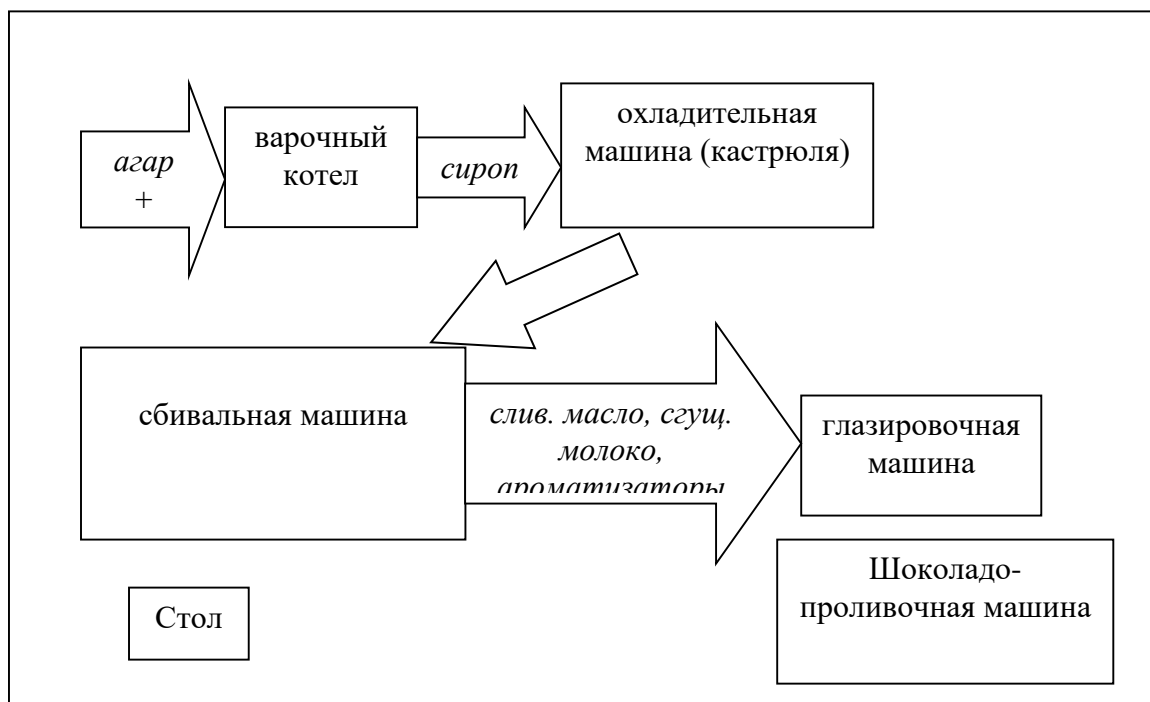 агар
+
варочный
котел
сироп
охладительная
машина (кастрюля)
сбивальная машина
слив. масло, сгущ.
молоко,
ароматизаторы
глазировочная
машина
Шоколадо-
проливочная машина
Стол